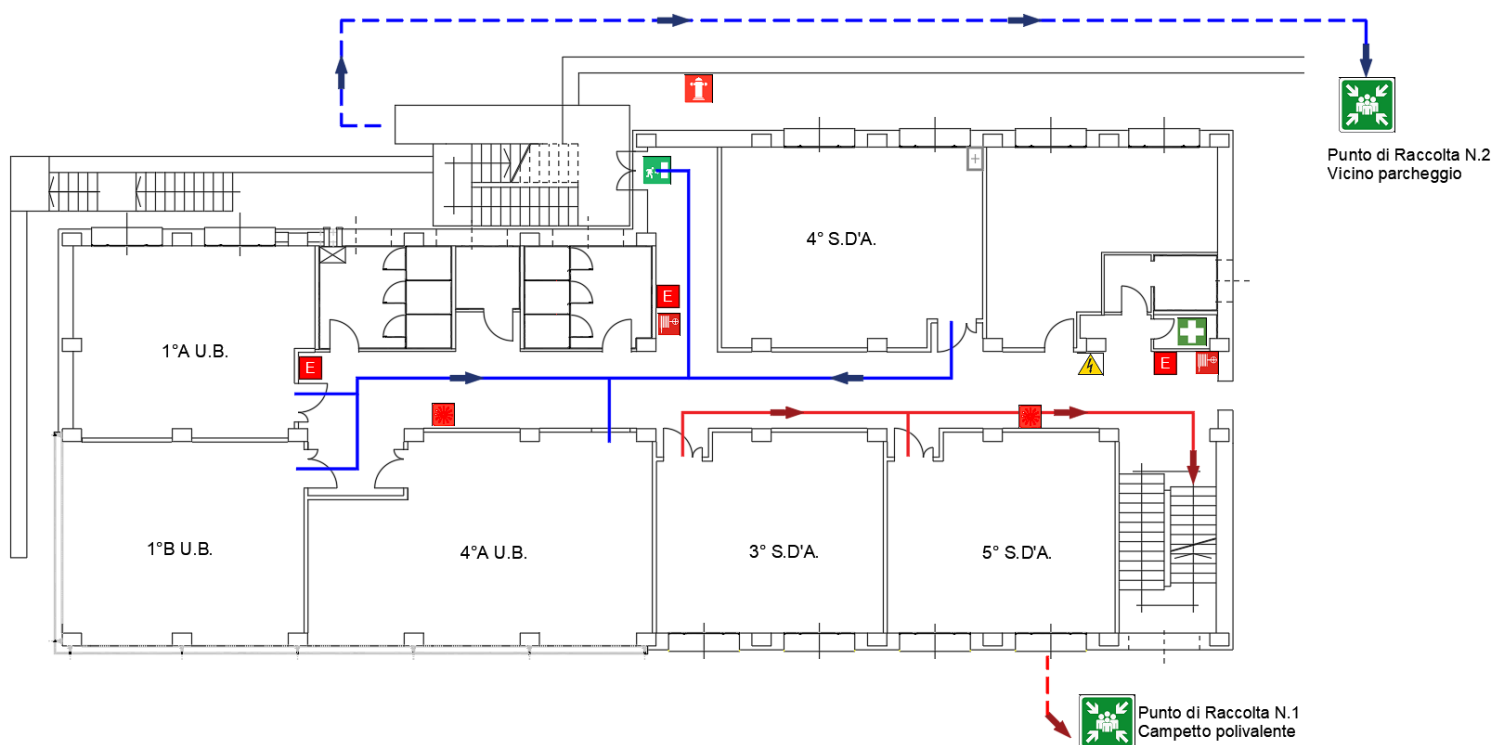 Punto di Raccolta N.2
Vicino parcheggio
4° S.D'A.
E
1°A U.B.
E
E
1°B U.B.
4°A U.B.
3° S.D'A.
5° S.D'A.
Punto di Raccolta N.1
Campetto polivalente